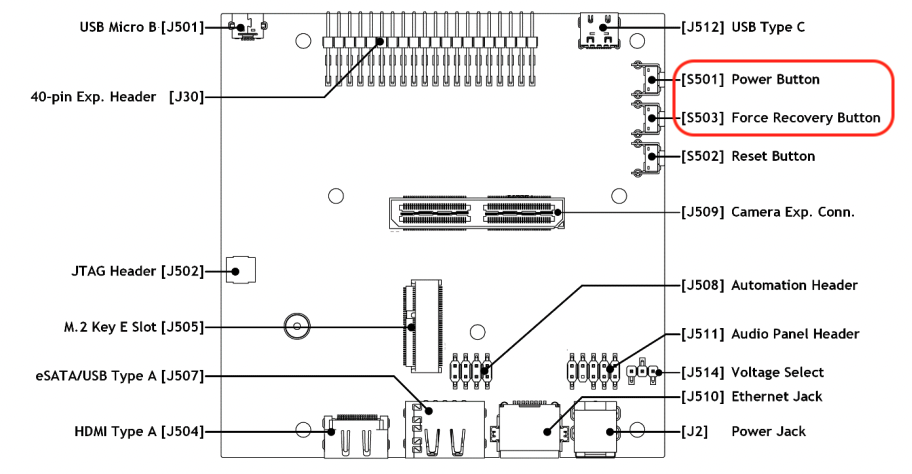 USB Micro B [J501]
[J512] USB Type C
[S501] Power Button
40-pin Exp. Header [J30]
[S503] Force Recovery Button
[S502] Reset Button
[J509] Camera Exp. Conn.
JTAG Header [J502]
[J508] Automation Header
M.2 Key E Slot [J505]
[J511] Audio Panel Header
eSATA/USB Type A [J507]
[J514] Voltage Select
[J510] Ethernet Jack
HDMI Type A [J504]
[J2] Power Jack